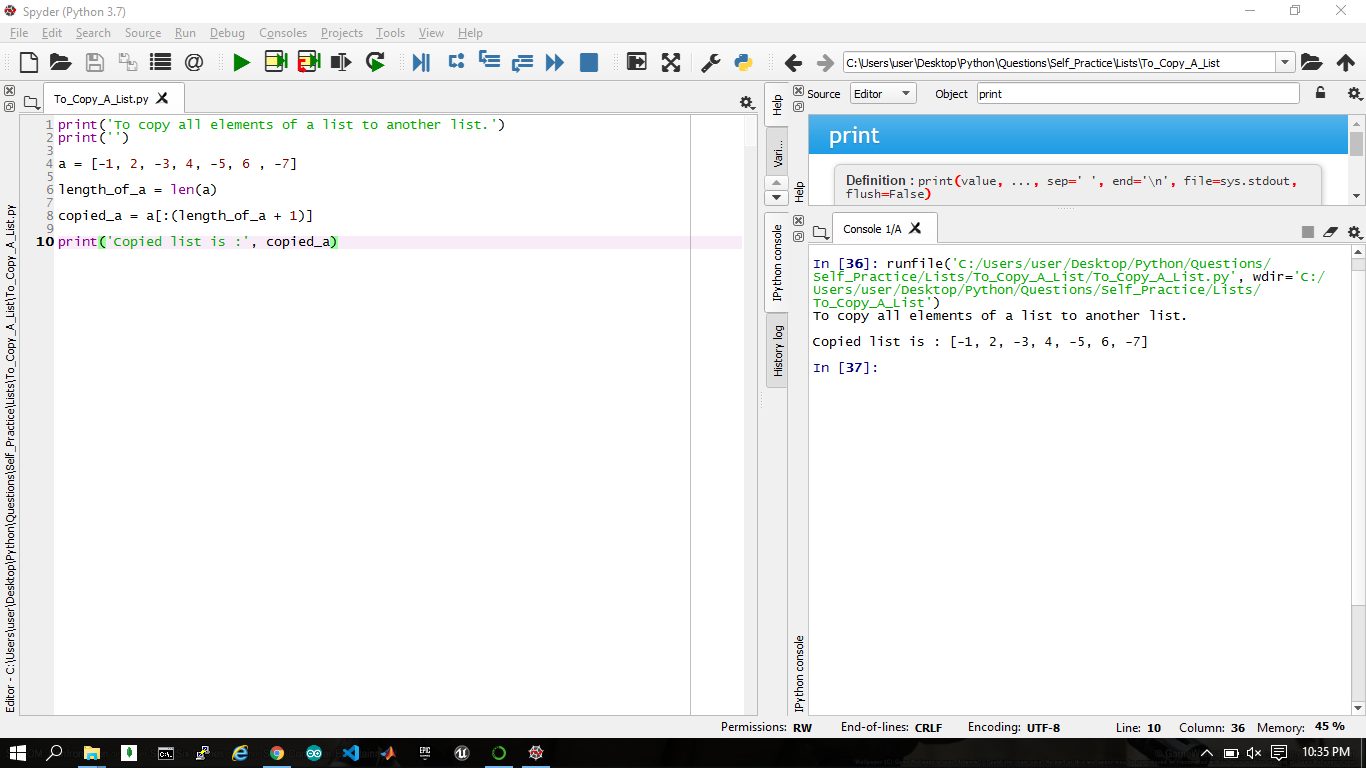 Spyder (Python 3.7)
File Edit Search Source Run Debug Consoles Projects Tools View Help
C:\Users\user\Desktop\Python\Questions\Self_Practice\Lists\To_Copy_A_List
To_Copy_A_List.py
Editor - C:\Users\user\Desktop\Python\Questions\Self_Practice\Lists\To_Copy_A_List\To_Copy_A_List.py
1 print('To copy all elements of a list to another list.')
2 print('')
3
4 a = [-1, 2, -3, 4, -5, 6 , -7]
5
6 length_of_a = len(a)
7
8 copied_a = a[:(length_of_a + 1)]
9
10 print('Copied list is :', copied_a)
Help
Vari...
IPython console
History log
Source Editor Object print
Help
print
Definition : print(value, ..., sep=' ', end='\n', file=sys.stdout,
flush=False)
Console 1/A
IPython console
In [36]: runfile('C:/Users/user/Desktop/Python/Questions/
Self_Practice/Lists/To_Copy_A_List/To_Copy_A_List.py', wdir='C:/
Users/user/Desktop/Python/Questions/Self_Practice/Lists/
To_Copy_A_List')
To copy all elements of a list to another list.
Copied list is : [-1, 2, -3, 4, -5, 6, -7]
In [37]:
Permissions: RW End-of-lines: CRLF Encoding: UTF-8 Line: 10 Column: 36 Memory: 45 %
EPIC
10:35 PM